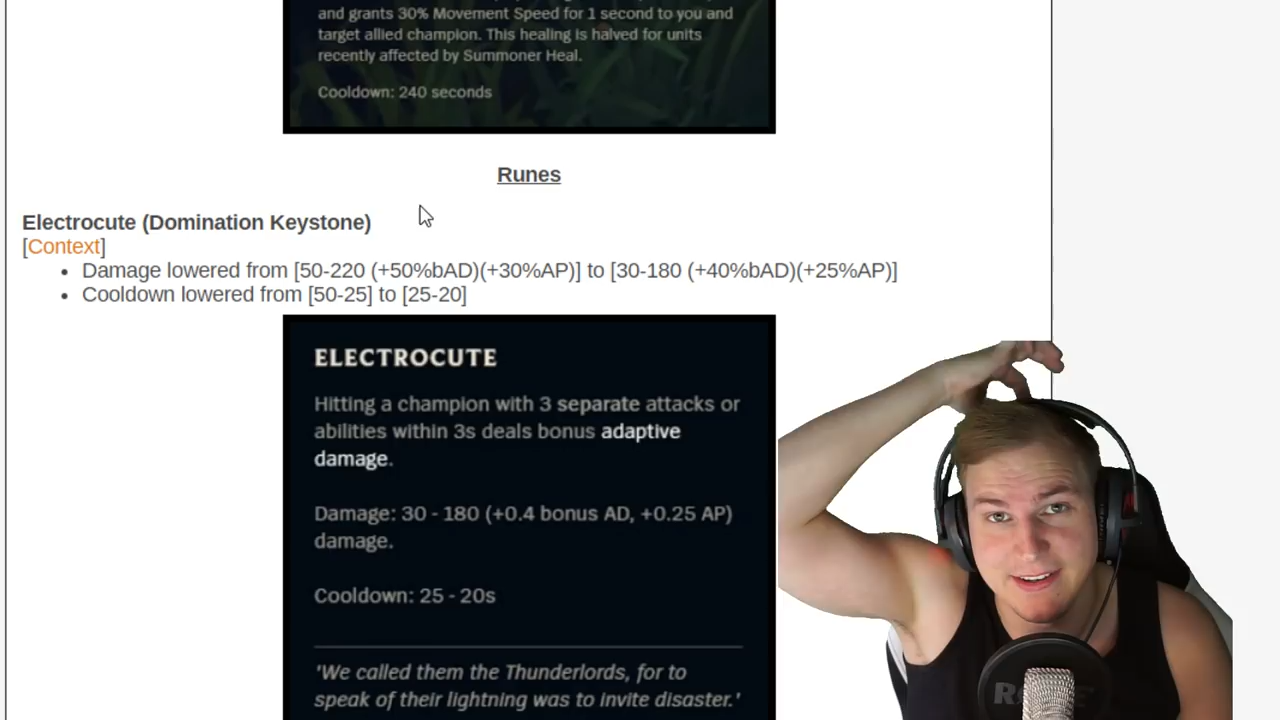 and grants 30% Movement Speed for 1 second to you and
target allied champion. This healing is halved for units
recently affected by Summoner Heal.
Cooldown: 240 seconds
Runes
Electrocute (Domination Keystone)
[Context]
• Damage lowered from [50-220 (+50%bAD)(+30%AP)] to [30-180 (+40%bAD)(+25%AP)]
• Cooldown lowered from [50-25] to [25-20]
ELECTROCUTE
Hitting a champion with 3 separate attacks or
abilities within 3s deals bonus adaptive
damage.
Damage: 30 - 180 (+0.4 bonus AD, +0.25 AP)
damage.
Cooldown: 25 - 20s
'We called them the Thunderlords, for to
speak of their lightning was to invite disaster.'